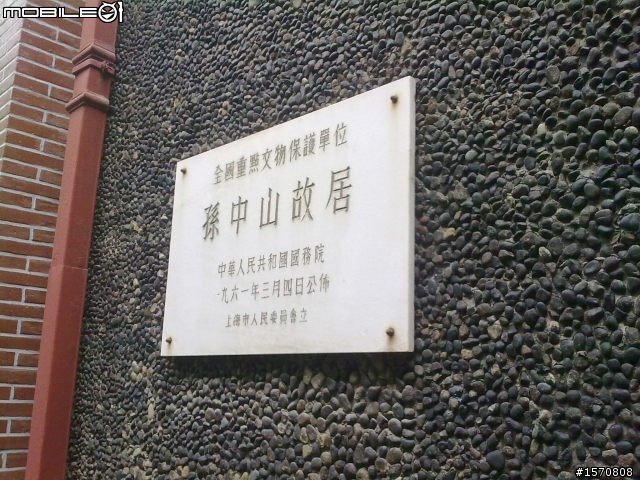 mobile01
全國重點文物保護單位
孫中山故居
中華人民共和國國務院
一九六一年三月四日公佈
上海市人民委員會立
#1570808